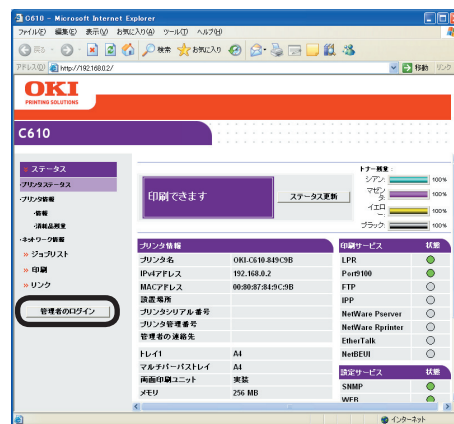 C610 - Microsoft Internet Explorer
ファイル(F) 編集(E) 表示(V) お気に入り(A) ツール(T) ヘルプ(H)
戻る 検索 お気に入り
アドレス(D) http://192.168.0.2/ 移動 リンク
OKI
PRINTING SOLUTIONS
C610
ステータス
プリンタステータス
プリンタ情報
情報
消耗品残量
ネットワーク情報
ジョブリスト
印刷
リンク
管理者のログイン
印刷できます
ステータス更新
トナー残量:
シアン: 100%
マゼンタ: 100%
イエロー: 100%
ブラック: 100%
プリンタ情報
プリンタ名 OKI-C610-849C9B
IPv4アドレス 192.168.0.2
MACアドレス 00:80:87:84:9C:9B
設置場所
プリンタシリアル番号
プリンタ管理番号
管理者の連絡先
トレイ1 A4
マルチパーパストレイ A4
両面印刷ユニット 実装
メモリ 256 MB
印刷サービス 状態
LPR
Port9100
FTP
IPP
NetWare Pserver
NetWare Rprinter
EtherTalk
NetBEUI
設定サービス 状態
SNMP
WEB
インターネット